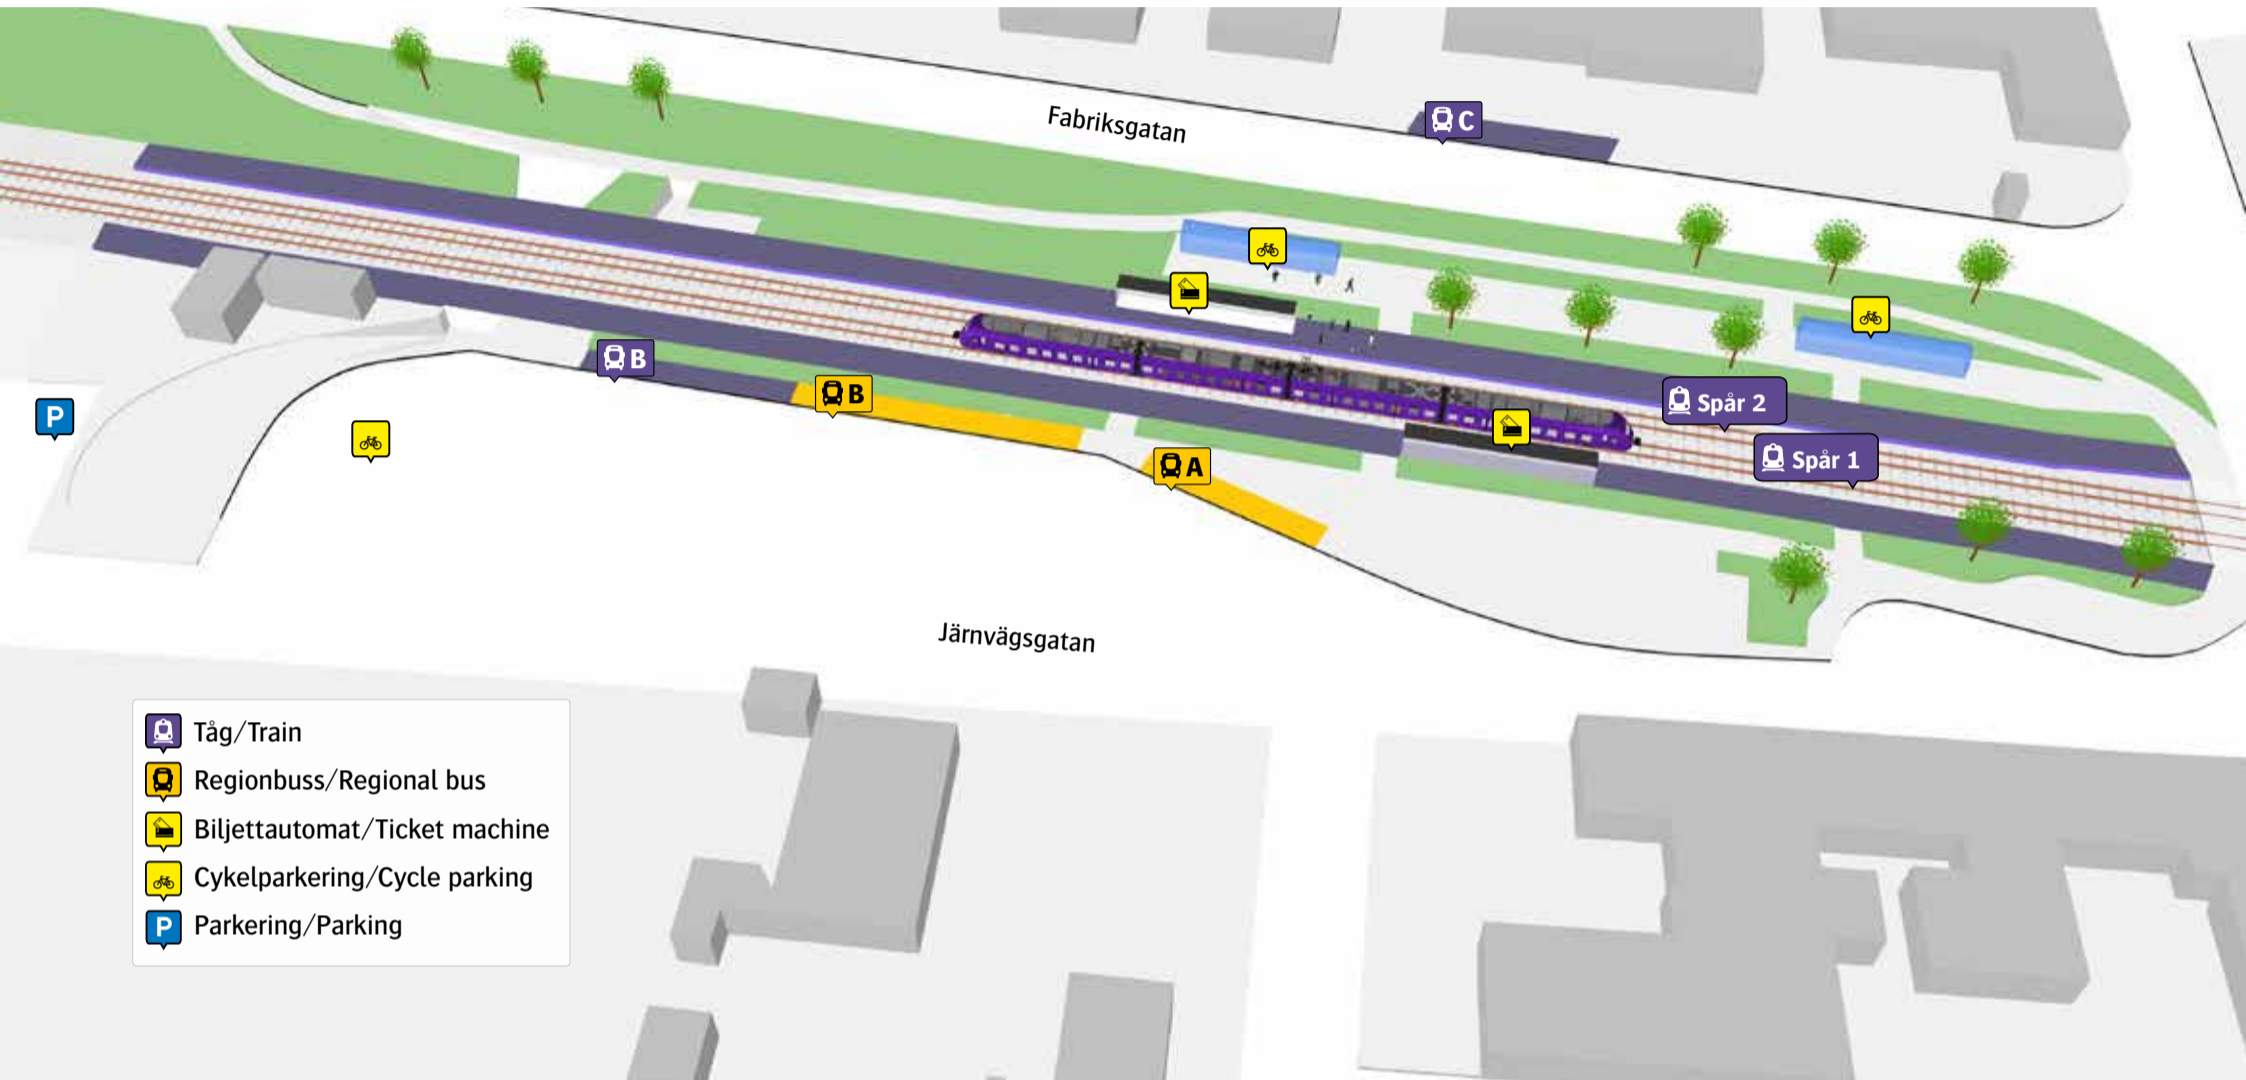 Fabriksgatan
C
B
B
A
Spår 2
Spår 1
P
Järnvägsgatan
Tåg/Train
Regionbuss/Regional bus
Biljettautomat/Ticket machine
Cykelparkering/Cycle parking
P Parkering/Parking